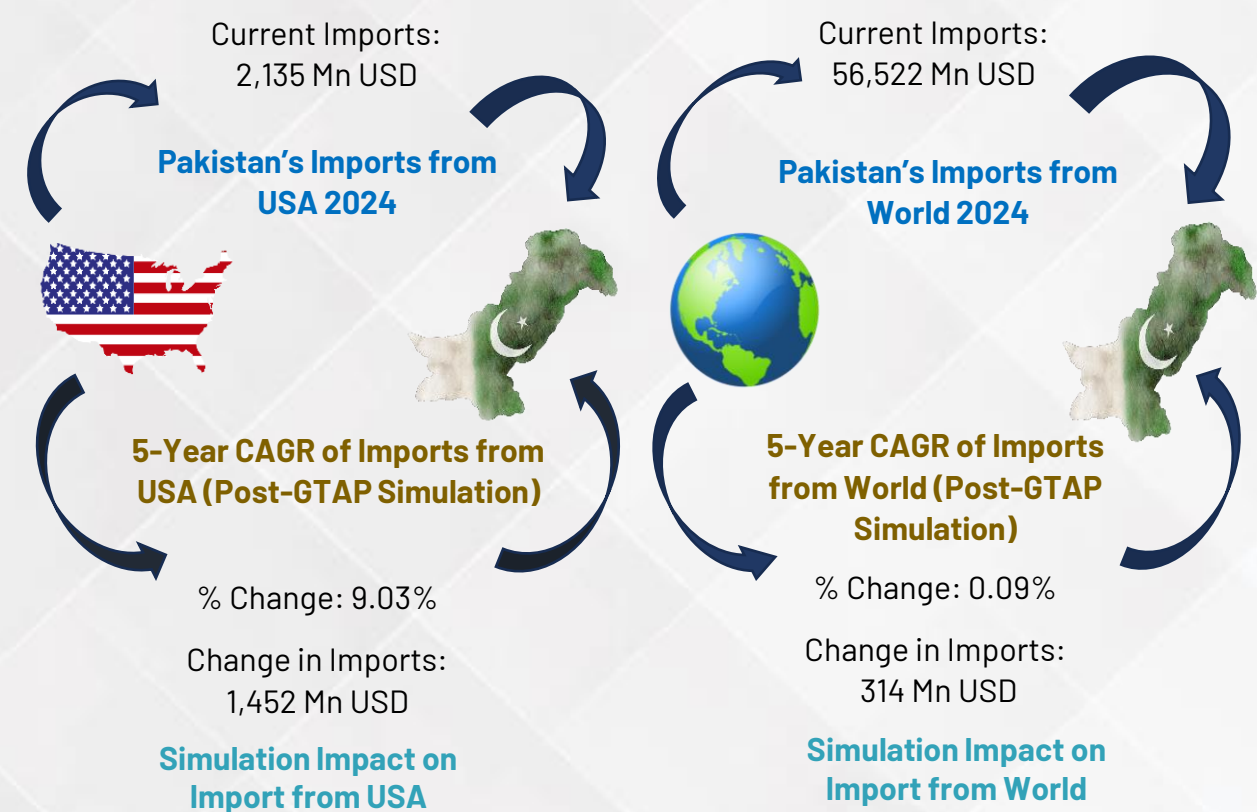 Current Imports:
2,135 Mn USD
Pakistan’s Imports from
USA 2024
5-Year CAGR of Imports from
USA (Post-GTAP Simulation)
% Change: 9.03%
Change in Imports:
1,452 Mn USD
Simulation Impact on
Import from USA
Current Imports:
56,522 Mn USD
Pakistan’s Imports from
World 2024
5-Year CAGR of Imports
from World (Post-GTAP
Simulation)
% Change: 0.09%
Change in Imports:
314 Mn USD
Simulation Impact on
Import from World